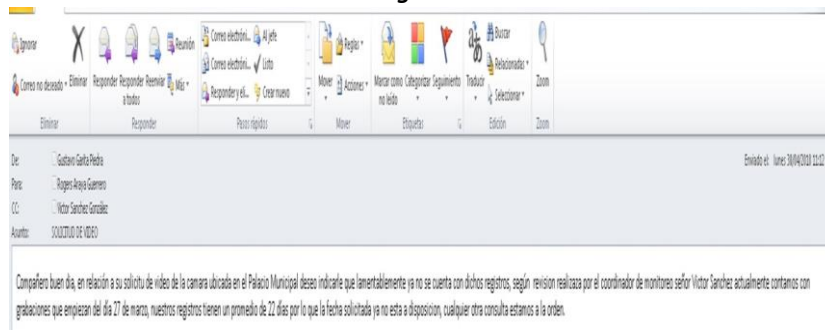 Ignorar
Correo no deseado
Eliminar
Eliminar
Responder
Responder a todos
Reenviar
Reunión
Más
Responder
Correo electróni...
Al jefe
Correo electróni...
Listo
Responder y eli...
Crear nuevo
Pasos rápidos
Mover
Reglas
Acciones
Mover
Marcar como no leído
Categorizar
Seguimiento
Etiquetas
Traducir
Buscar
Relacionadas
Seleccionar
Edición
Zoom
Zoom
De: Gustavo Garita Piedra
Enviado el: lunes 30/04/2018 11:12
Para: Rogers Araya Guerrero
CC: Victor Sanchez González
Asunto: SOLICITUD DE VIDEO
Compañero buen día, en relación a su solicitu de video de la camara ubicada en el Palacio Municipal deseo indicarle que lamentablemente ya no se cuenta con dichos registros, según revision realizaza por el coordinador de monitoreo señor Victor Sanchez actualmente contamos con
grabaciones que empiezan del día 27 de marzo, nuestros registros tienen un promedio de 22 días por lo que la fecha solicitada ya no esta a disposicion, cualquier otra consulta estamos a la orden.